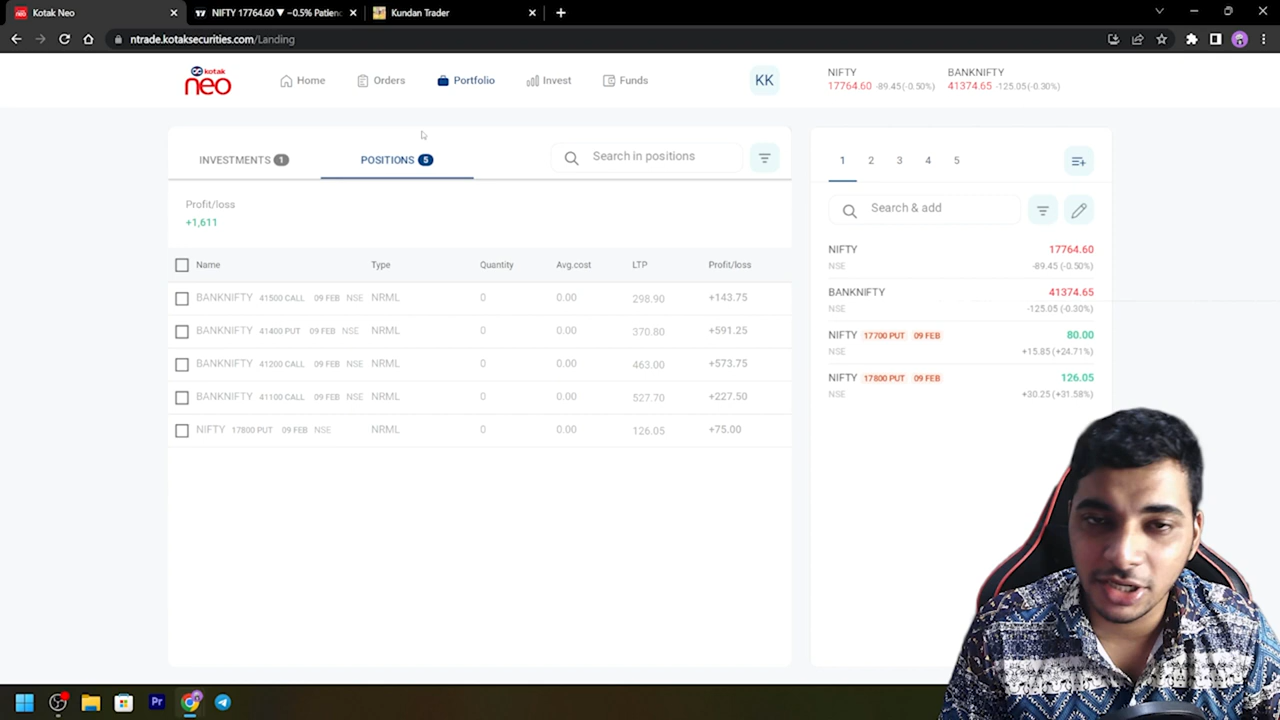 Kotak Neo
NIFTY 17764.60 ▼ −0.5% Patienc
Kundan Trader
ntrade.kotaksecurities.com/Landing
kotak
neo
Home
Orders
Portfolio
Invest
Funds
KK
NIFTY
17764.60 -89.45(-0.50%)
BANKNIFTY
41374.65 -125.05(-0.30%)
INVESTMENTS 1
POSITIONS 5
Search in positions
Profit/loss
+1,611
Name Type Quantity Avg.cost LTP Profit/loss
BANKNIFTY 41500 CALL 09 FEB NSE NRML 0 0.00 298.90 +143.75
BANKNIFTY 41400 PUT 09 FEB NSE NRML 0 0.00 370.80 +591.25
BANKNIFTY 41200 CALL 09 FEB NSE NRML 0 0.00 463.00 +573.75
BANKNIFTY 41100 CALL 09 FEB NSE NRML 0 0.00 527.70 +227.50
NIFTY 17800 PUT 09 FEB NSE NRML 0 0.00 126.05 +75.00
1 2 3 4 5
Search & add
NIFTY 17764.60
NSE -89.45 (-0.50%)
BANKNIFTY 41374.65
NSE -125.05 (-0.30%)
NIFTY 17700 PUT 09 FEB 80.00
NSE +15.85 (+24.71%)
NIFTY 17800 PUT 09 FEB 126.05
NSE +30.25 (+31.58%)
Pr